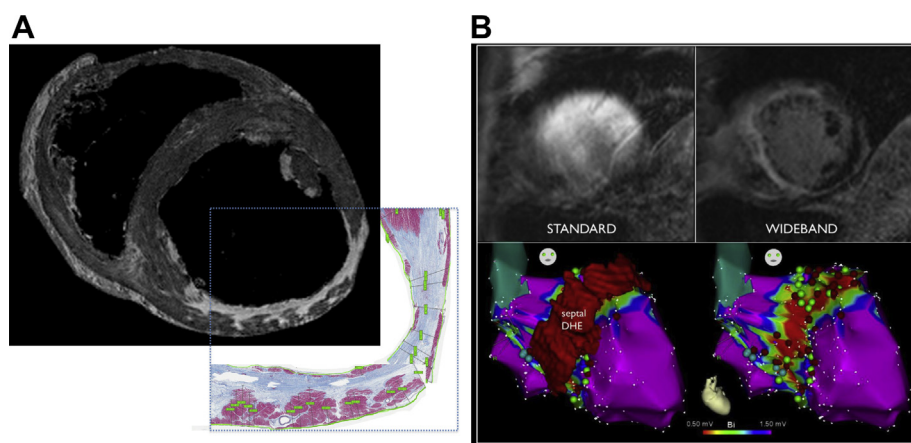 A
B
STANDARD
WIDEBAND
septal
DHE
0.50 mV
Bi
1.50 mV